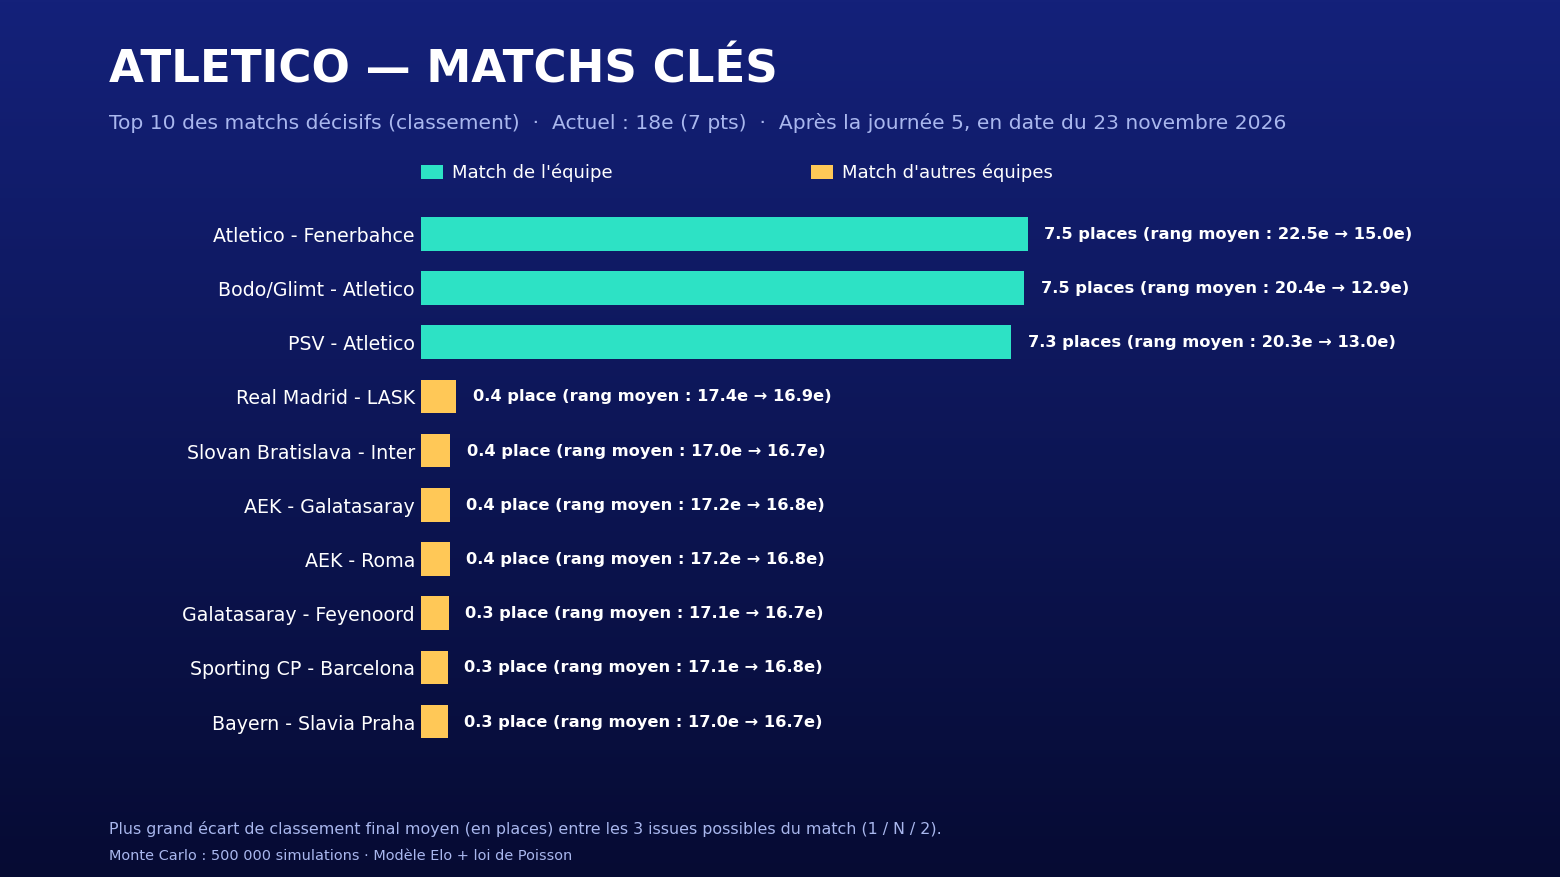 ATLETICO — MATCHS CLÉS
Top 10 des matchs décisifs (classement)  ·  Actuel : 18e (7 pts)  ·  Après la journée 5, en date du 23 novembre 2026
Match de l'équipe
Match d'autres équipes
Atletico - Fenerbahce 7.5 places (rang moyen : 22.5e → 15.0e)
Bodo/Glimt - Atletico 7.5 places (rang moyen : 20.4e → 12.9e)
PSV - Atletico 7.3 places (rang moyen : 20.3e → 13.0e)
Real Madrid - LASK 0.4 place (rang moyen : 17.4e → 16.9e)
Slovan Bratislava - Inter 0.4 place (rang moyen : 17.0e → 16.7e)
AEK - Galatasaray 0.4 place (rang moyen : 17.2e → 16.8e)
AEK - Roma 0.4 place (rang moyen : 17.2e → 16.8e)
Galatasaray - Feyenoord 0.3 place (rang moyen : 17.1e → 16.7e)
Sporting CP - Barcelona 0.3 place (rang moyen : 17.1e → 16.8e)
Bayern - Slavia Praha 0.3 place (rang moyen : 17.0e → 16.7e)
Plus grand écart de classement final moyen (en places) entre les 3 issues possibles du match (1 / N / 2).
Monte Carlo : 500 000 simulations · Modèle Elo + loi de Poisson